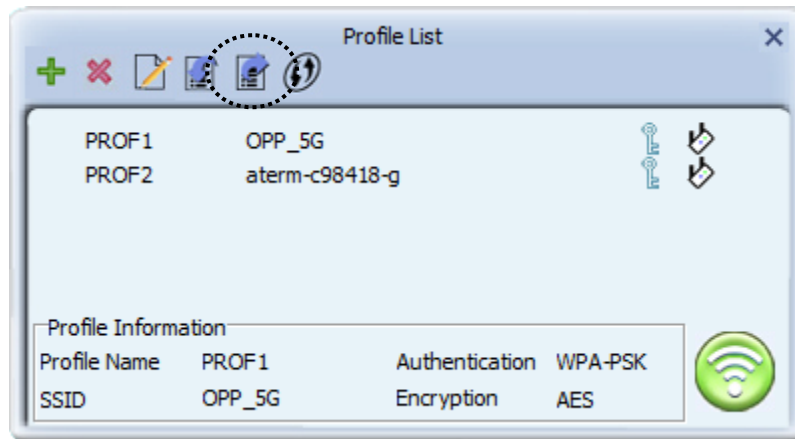 Profile List
PROF1 OPP_5G
PROF2 aterm-c98418-g
Profile Information
Profile Name PROF1 Authentication WPA-PSK
SSID OPP_5G Encryption AES